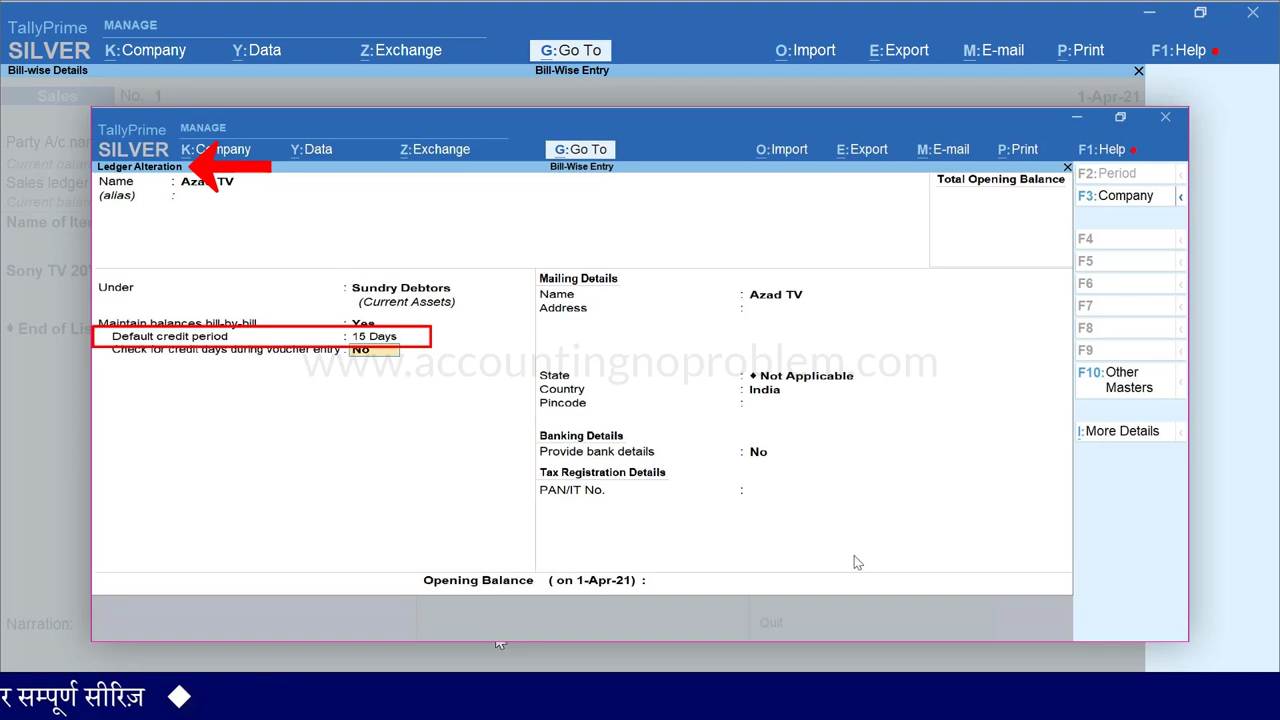 TallyPrime MANAGE
SILVER K:Company Y:Data Z:Exchange G:Go To O:Import E:Export M:E-mail P:Print F1:Help
Bill-wise Details Bill-Wise Entry
Sales No. 1 1-Apr-21
Party A/c
Sales ledger
Name of
Sony TV
♦ End of
Narration:
TallyPrime MANAGE
SILVER K:Company Y:Data Z:Exchange G:Go To O:Import E:Export M:E-mail P:Print F1:Help
Ledger Alteration Bill-Wise Entry
Name : Azad TV
(alias) :
Total Opening Balance
Under : Sundry Debtors
(Current Assets)
Maintain balances bill-by-bill : Yes
Default credit period : 15 Days
Check for credit days during voucher entry : No
Mailing Details
Name : Azad TV
Address :
State : ♦ Not Applicable
Country : India
Pincode :
Banking Details
Provide bank details : No
Tax Registration Details
PAN/IT No. :
Opening Balance ( on 1-Apr-21) :
Quit
F2:Period
F3:Company
F4
F5
F6
F7
F8
F9
F10:Other
Masters
I:More Details
www.accountingnoproblem.com
र सम्पूर्ण सीरिज़